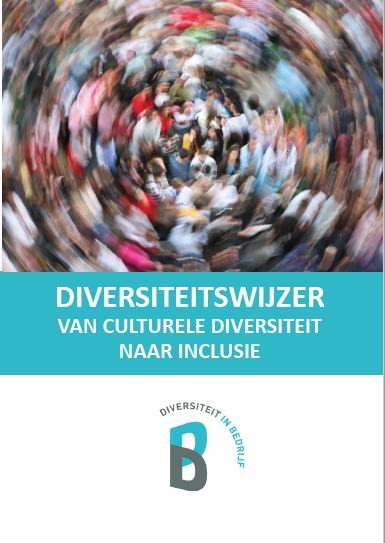 DIVERSITEITSWIJZER
VAN CULTURELE DIVERSITEIT
NAAR INCLUSIE
DIVERSITEIT IN BEDRIJF